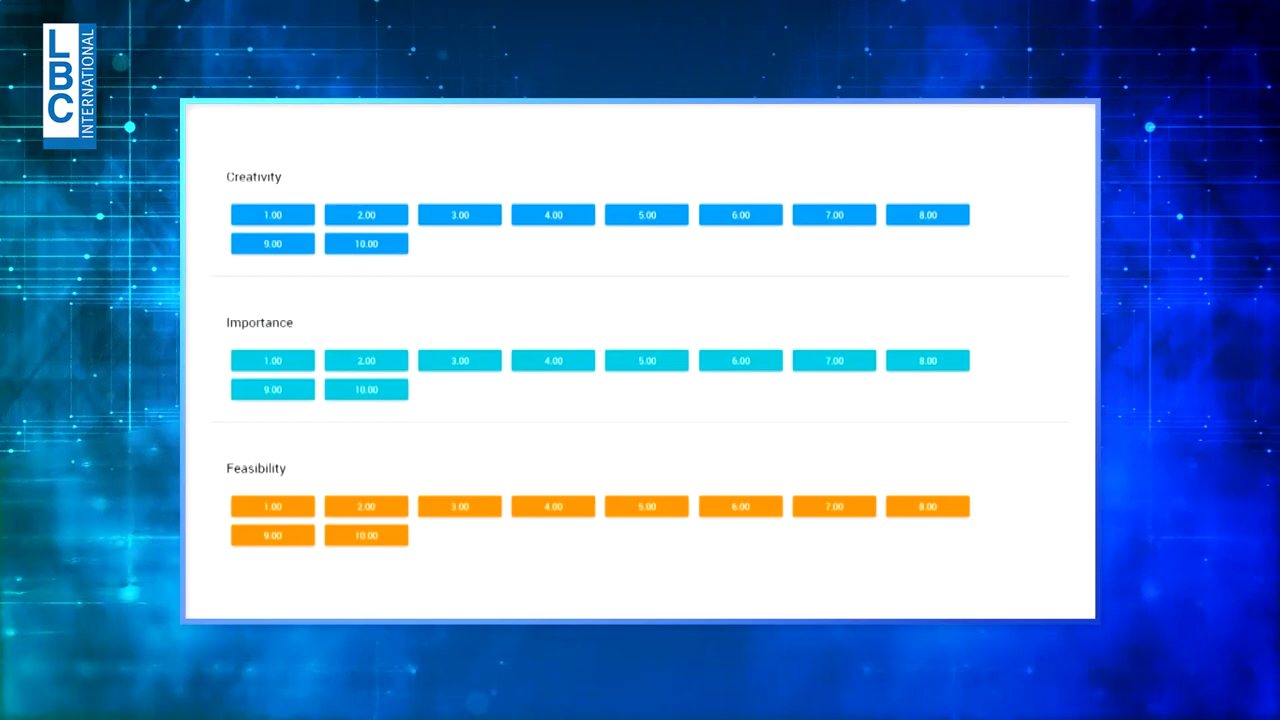 LBC
INTERNATIONAL
Creativity
1.00 2.00 3.00 4.00 5.00 6.00 7.00 8.00
9.00 10.00
Importance
1.00 2.00 3.00 4.00 5.00 6.00 7.00 8.00
9.00 10.00
Feasibility
1.00 2.00 3.00 4.00 5.00 6.00 7.00 8.00
9.00 10.00